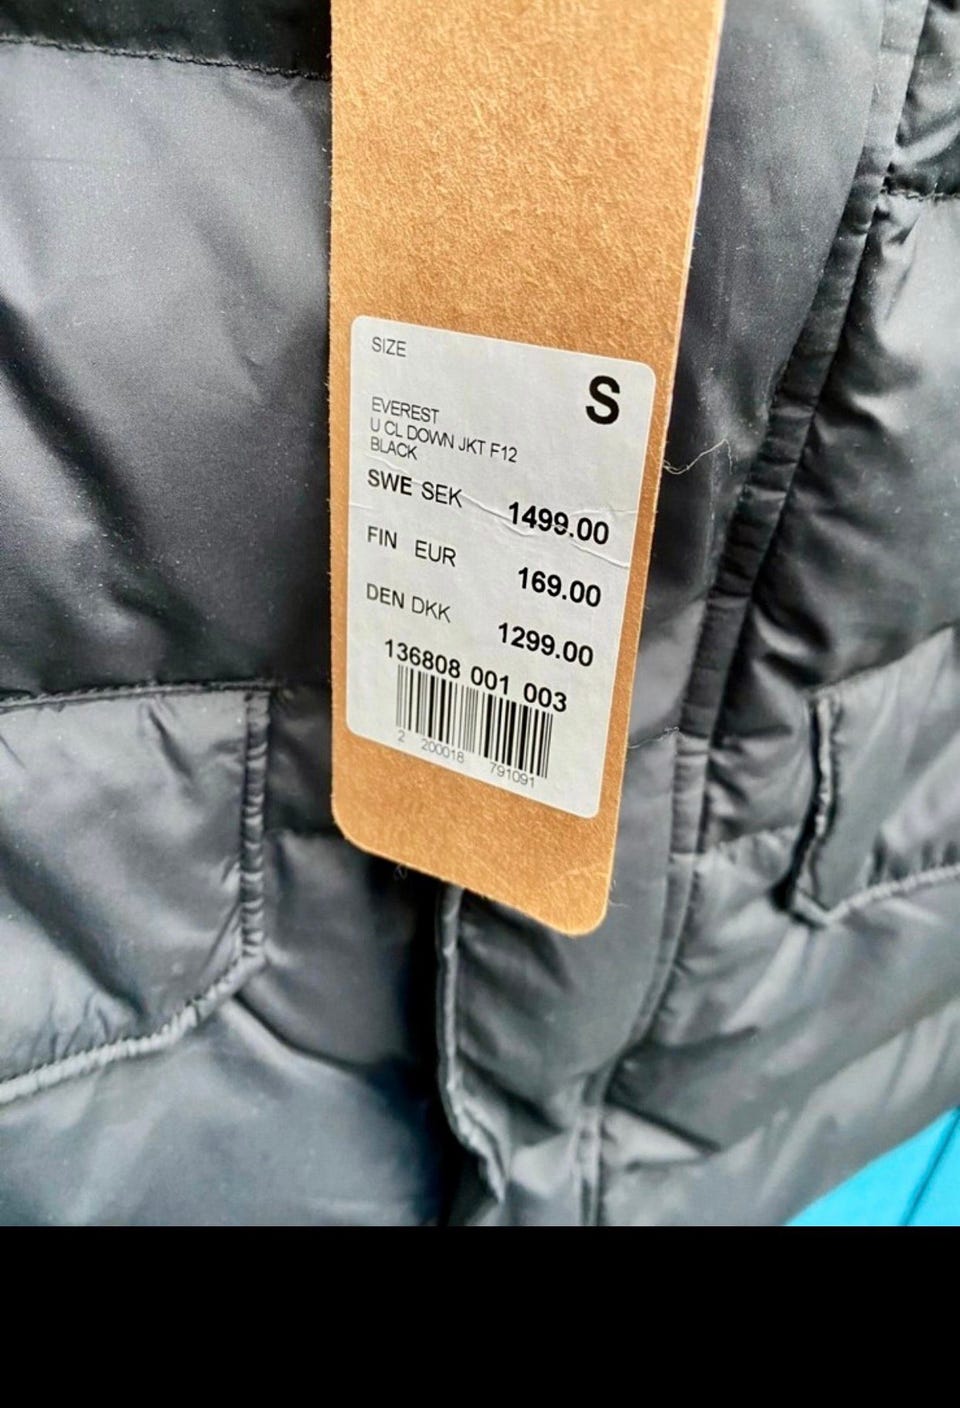 SIZE
S
EVEREST
U CL DOWN JKT F12
BLACK
SWE SEK 1499.00
FIN EUR 169.00
DEN DKK 1299.00
136808 001 003
2 200018 791091